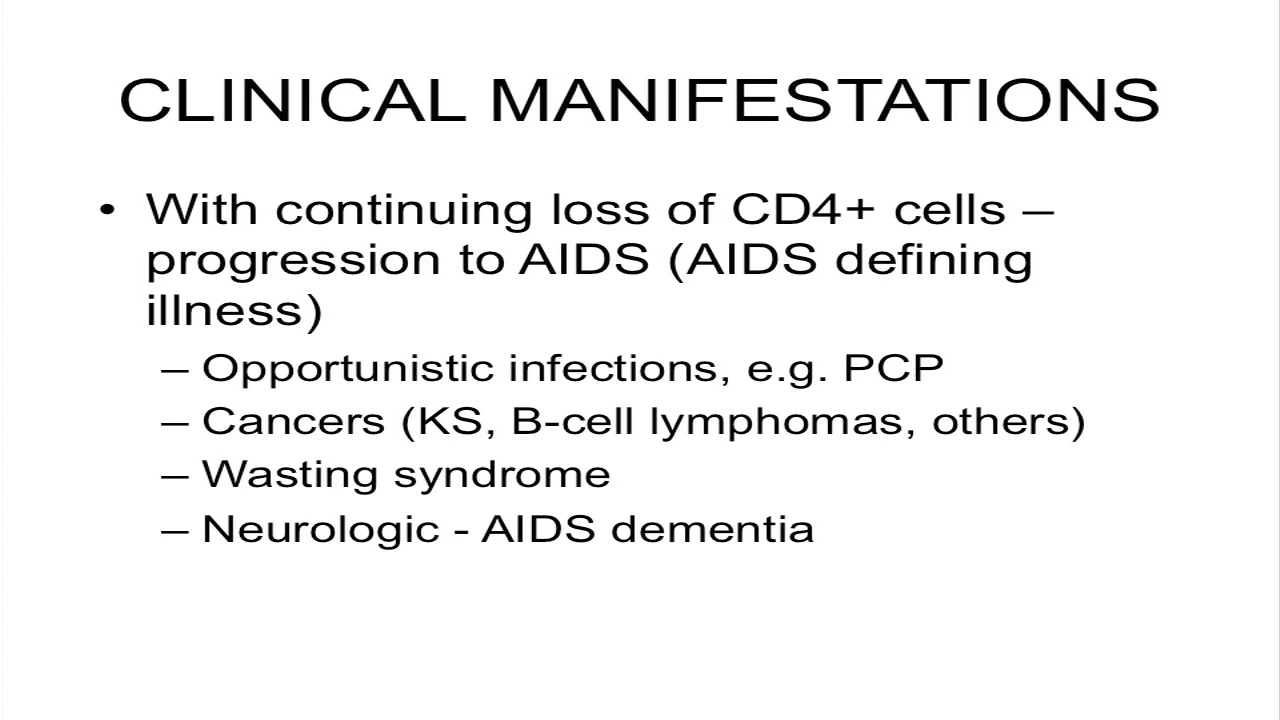 CLINICAL MANIFESTATIONS
• With continuing loss of CD4+ cells –
progression to AIDS (AIDS defining
illness)
– Opportunistic infections, e.g. PCP
– Cancers (KS, B-cell lymphomas, others)
– Wasting syndrome
– Neurologic - AIDS dementia